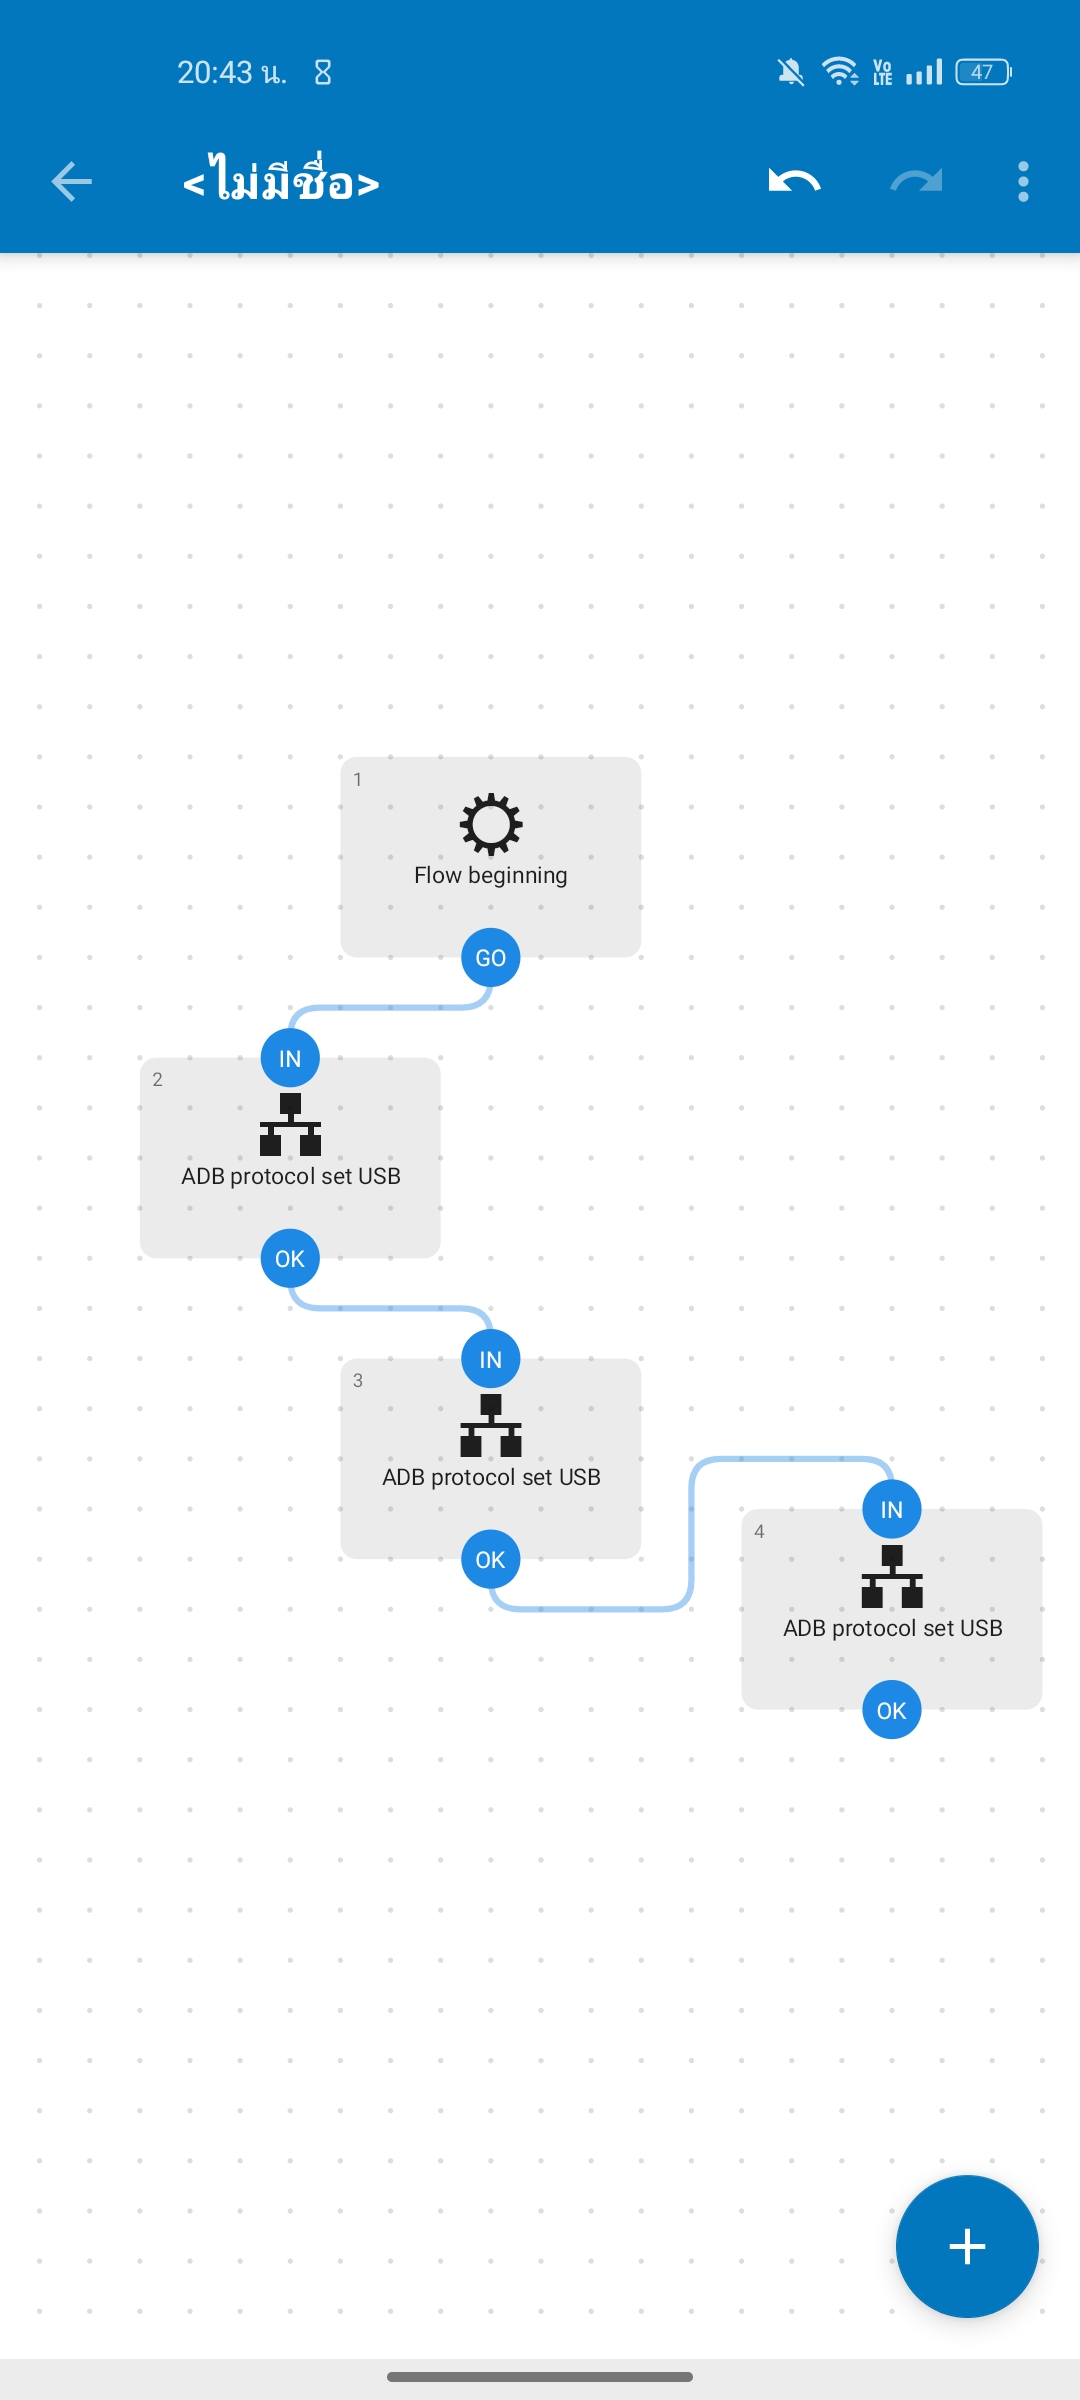 20:43 น.
Vo LTE
47
<ไม่มีชื่อ>
1
Flow beginning
GO
IN
2
ADB protocol set USB
OK
IN
3
ADB protocol set USB
OK
IN
4
ADB protocol set USB
OK